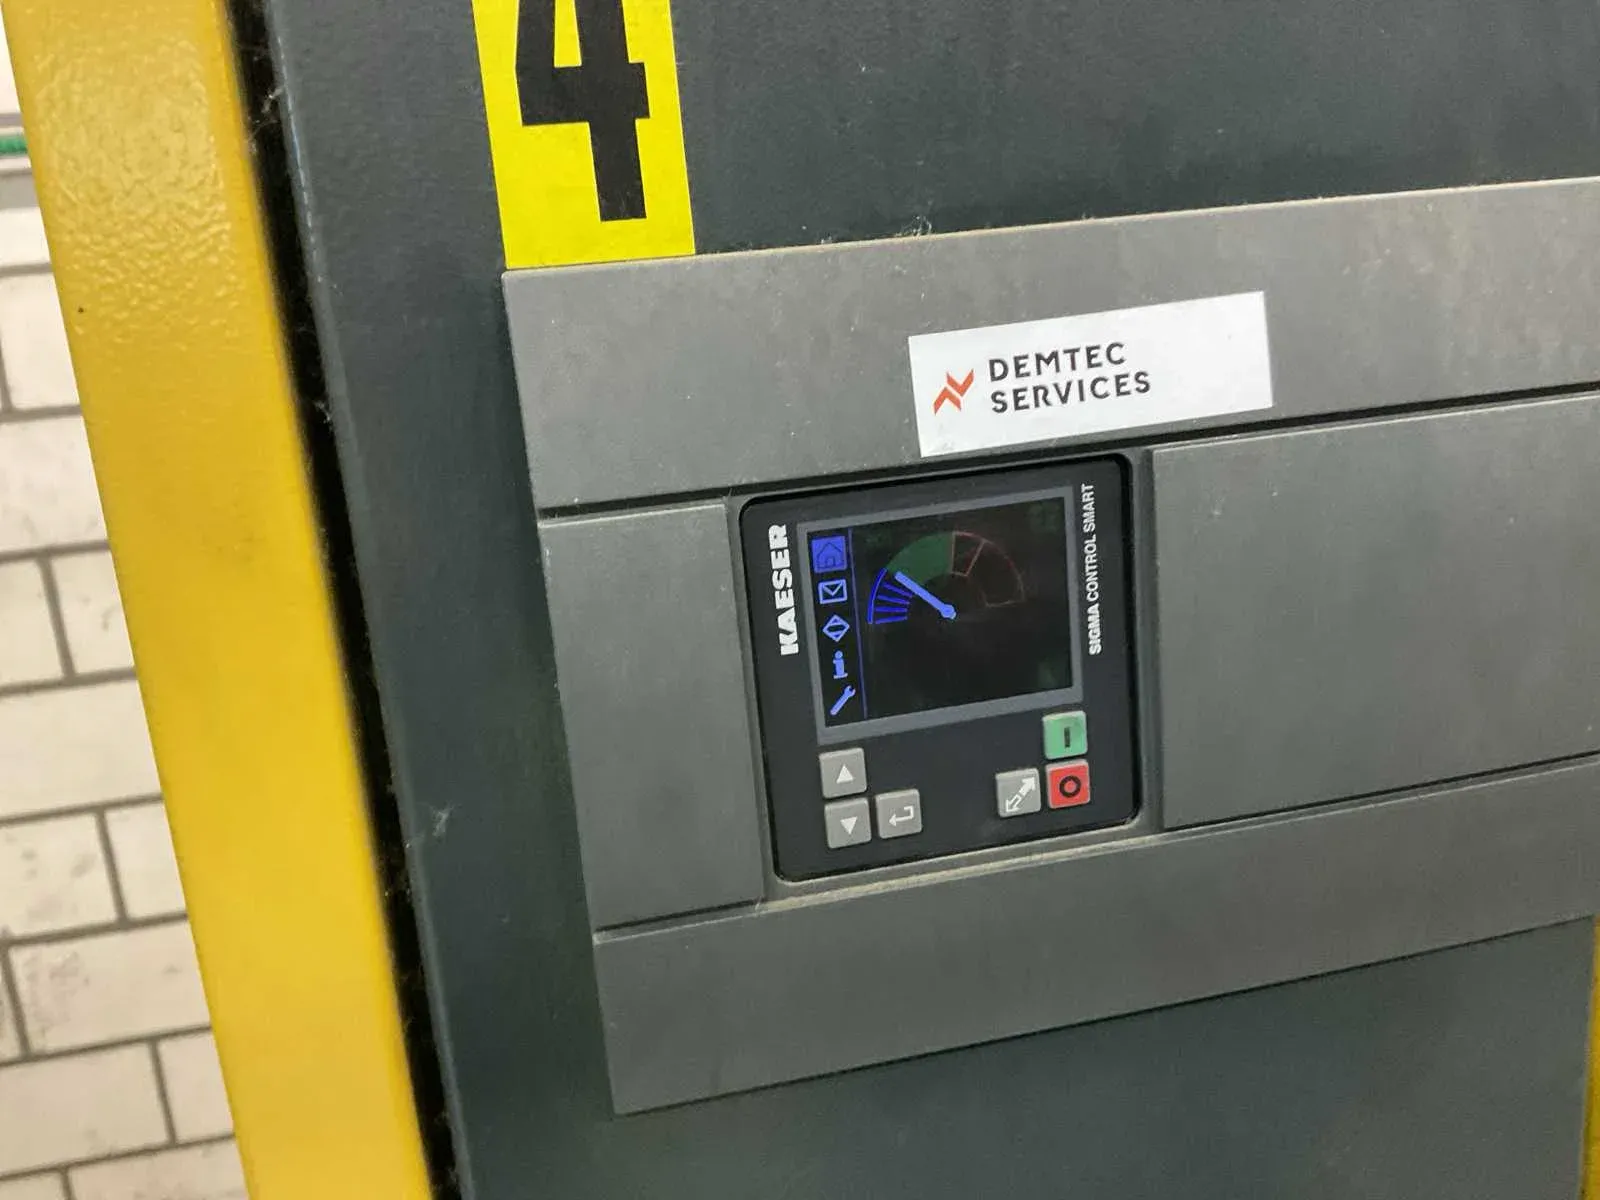 4
DEMTEC
SERVICES
KAESER
SIGMA CONTROL SMART